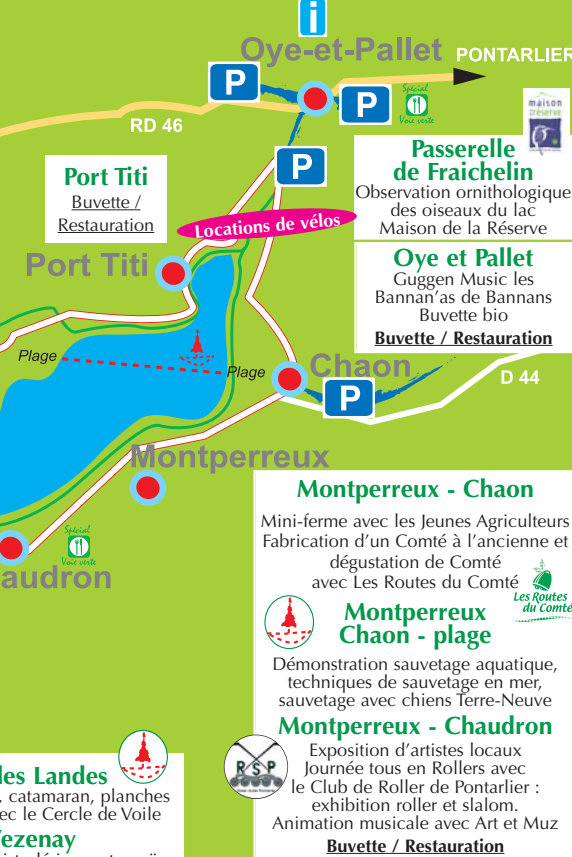 i
Oye-et-Pallet
PONTARLIER
P
P
Spécial
Voie verte
RD 46
maison
réserve
P
Port Titi
Buvette /
Restauration
Passerelle
de Fraichelin
Observation ornithologique
des oiseaux du lac
Maison de la Réserve
Locations de vélos
Oye et Pallet
Guggen Music les
Bannan'as de Bannans
Buvette bio
Buvette / Restauration
Port Titi
Plage
Plage
Chaon
D 44
P
Montperreux
Montperreux - Chaon
Mini-ferme avec les Jeunes Agriculteurs
Fabrication d’un Comté à l’ancienne et
dégustation de Comté
avec Les Routes du Comté
Les Routes
du Comté
Spécial
Voie verte
audron
Montperreux
Chaon - plage
Démonstration sauvetage aquatique,
techniques de sauvetage en mer,
sauvetage avec chiens Terre-Neuve
Montperreux - Chaudron
Exposition d’artistes locaux
Journée tous en Rollers avec
le Club de Roller de Pontarlier :
exhibition roller et slalom.
Animation musicale avec Art et Muz
Buvette / Restauration
RSP
les Landes
, catamaran, planches
ec le Cercle de Voile
ezenay